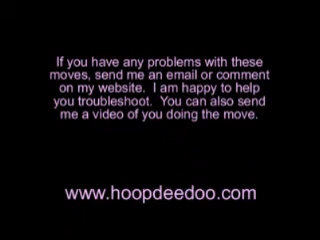 If you have any problems with these
moves, send me an email or comment
on my website.  I am happy to help
you troubleshoot.  You can also send
me a video of you doing the move.
www.hoopdeedoo.com